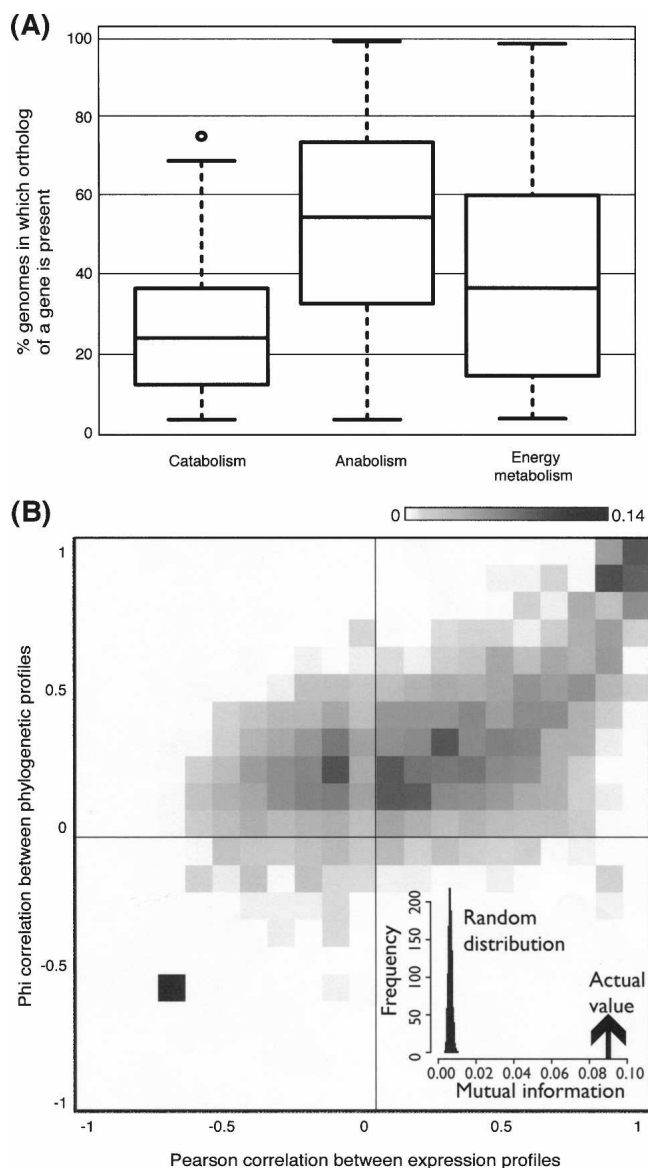 (A)
100
80
60
40
20
0
% genomes in which ortholog
of a gene is present
Catabolism
Anabolism
Energy
metabolism
(B)
0
0.14
1
0.5
0
-0.5
-1
Phi correlation between phylogenetic profiles
200
150
100
50
0
Frequency
Random
distribution
Actual
value
0.00 0.02 0.04 0.06 0.08 0.10
Mutual information
-1 -0.5 0 0.5 1
Pearson correlation between expression profiles